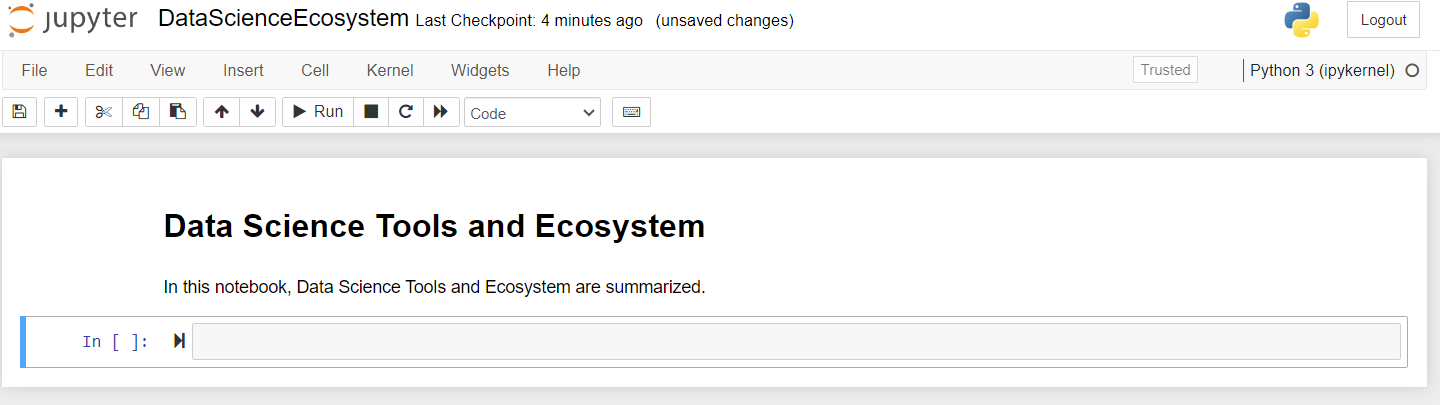 jupyter DataScienceEcosystem Last Checkpoint: 4 minutes ago (unsaved changes) Logout
File Edit View Insert Cell Kernel Widgets Help Trusted Python 3 (ipykernel)
Run Code
Data Science Tools and Ecosystem
In this notebook, Data Science Tools and Ecosystem are summarized.
In [ ]: